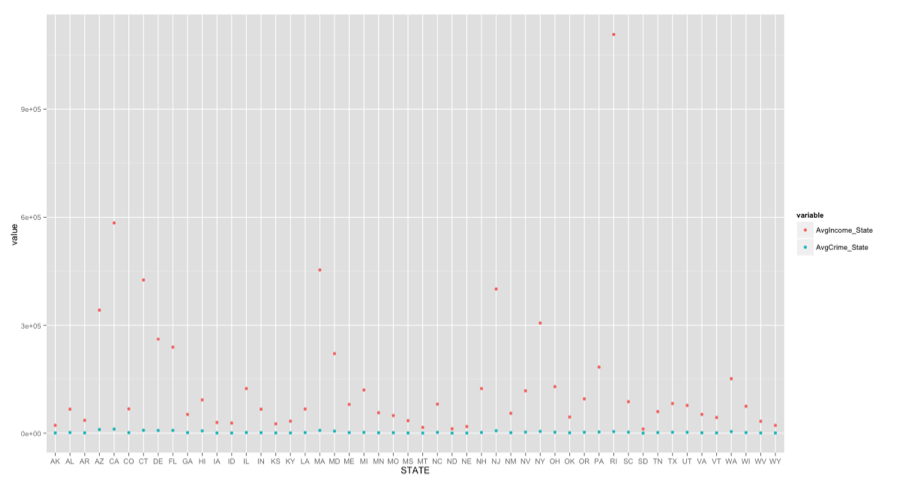 9e+05
6e+05
3e+05
0e+00
value
AK AL AR AZ CA CO CT DE FL GA HI IA ID IL IN KS KY LA MA MD ME MI MN MO MS MT NC ND NE NH NJ NM NV NY OH OK OR PA RI SC SD TN TX UT VA VT WA WI WV WY
STATE
variable
AvgIncome_State
AvgCrime_State